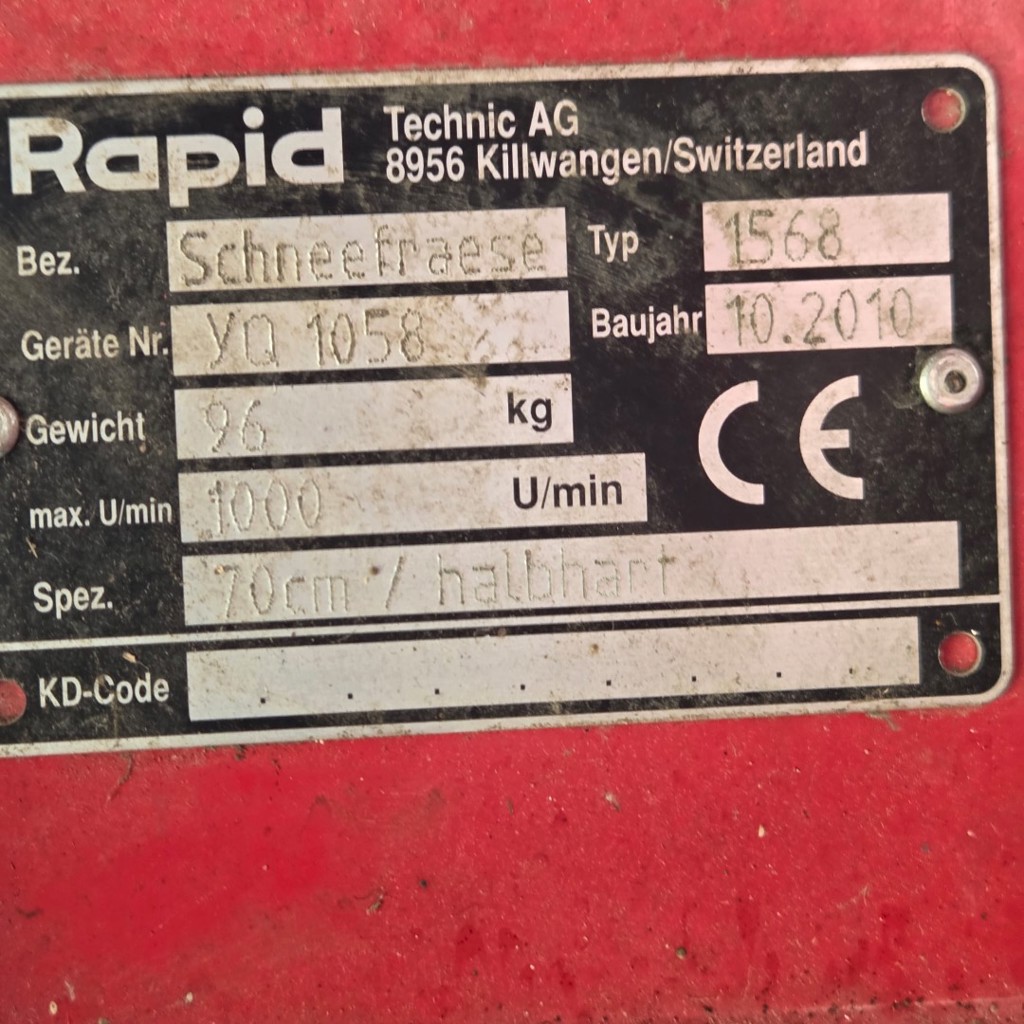 Rapid Technic AG
8956 Killwangen/Switzerland
Bez. Schneefraese Typ 1568
Geräte Nr. YQ 1058 Baujahr 10.2010
Gewicht 96 kg
CE
max. U/min 1000 U/min
Spez. 70cm / halbhart
KD-Code